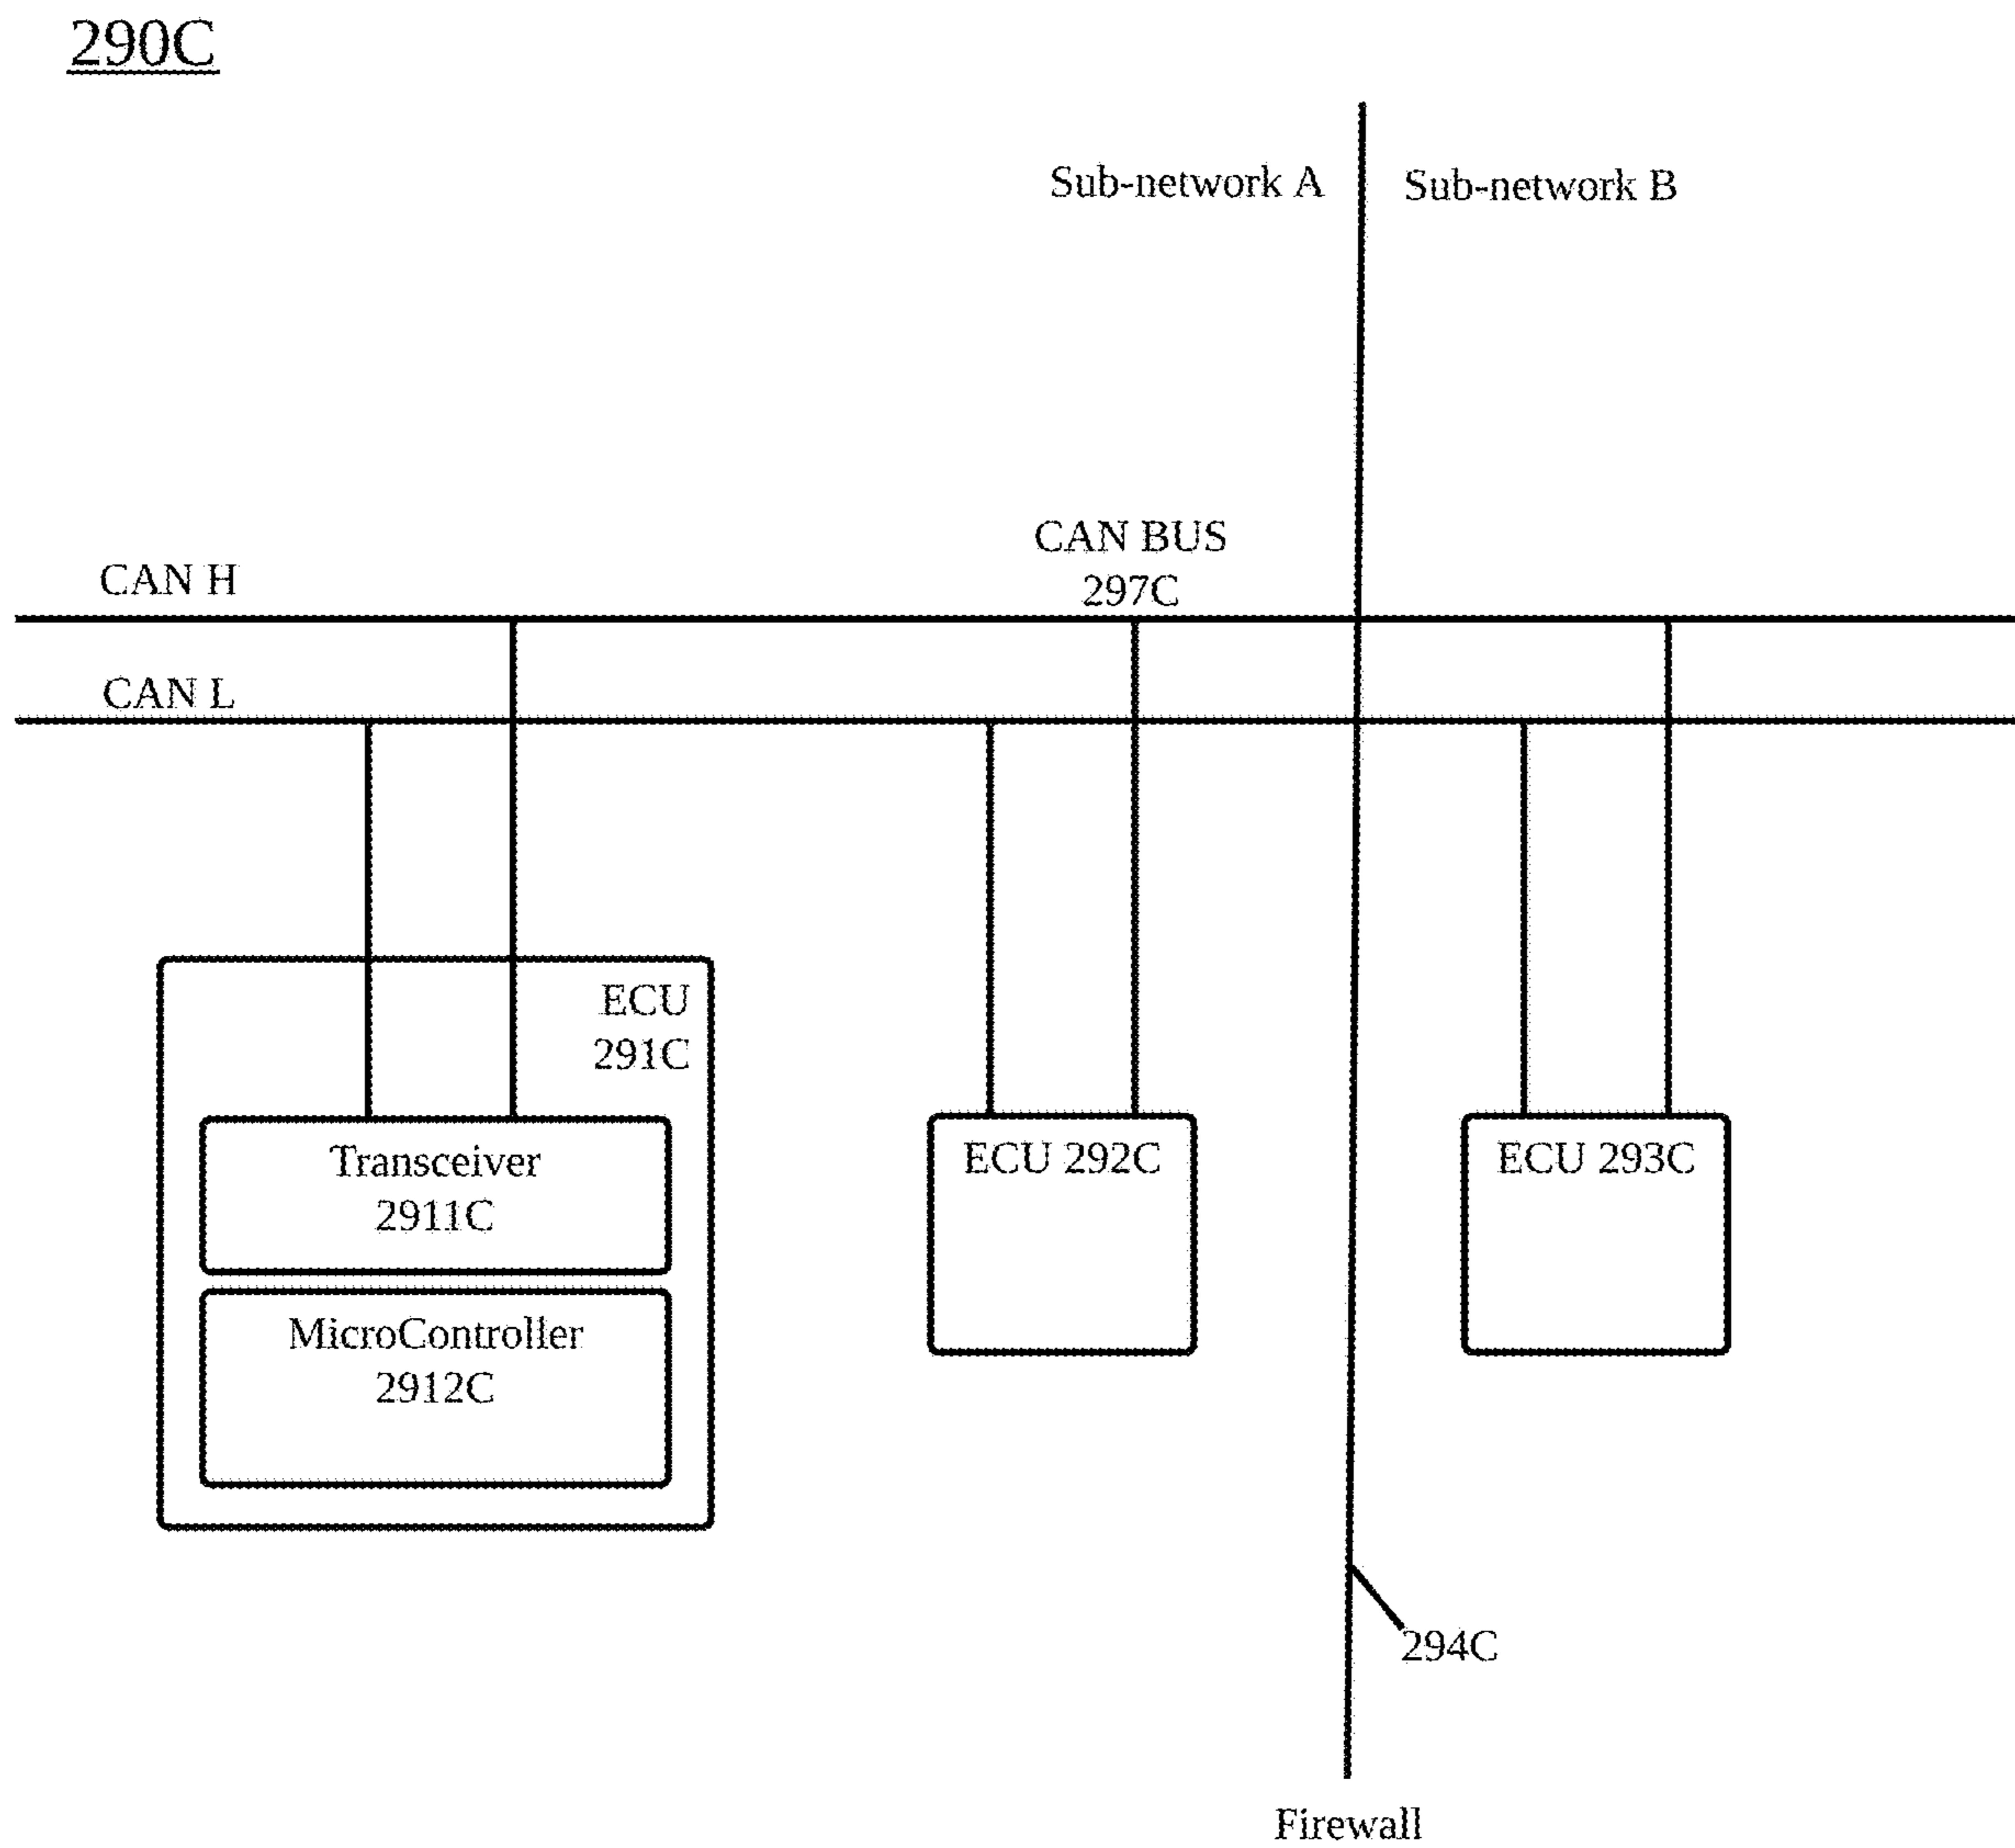 290C
Sub-network A
Sub-network B
CAN BUS
297C
CAN H
CAN L
ECU
291C
Transceiver
2911C
MicroController
2912C
ECU 292C
ECU 293C
294C
Firewall